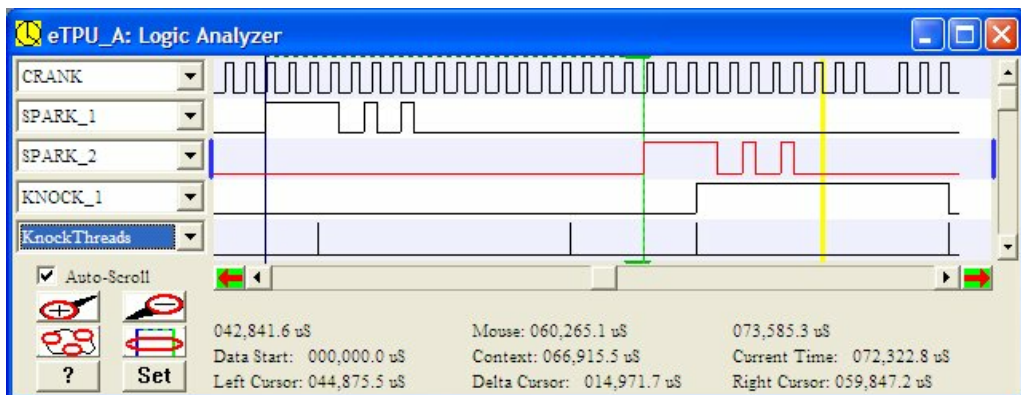 eTPU_A: Logic Analyzer
CRANK
SPARK_1
SPARK_2
KNOCK_1
KnockThreads
Auto-Scroll
042,841.6 uS Mouse: 060,265.1 uS 073,585.3 uS
Data Start: 000,000.0 uS Context: 066,915.5 uS Current Time: 072,322.8 uS
? Set Left Cursor: 044,875.5 uS Delta Cursor: 014,971.7 uS Right Cursor: 059,847.2 uS